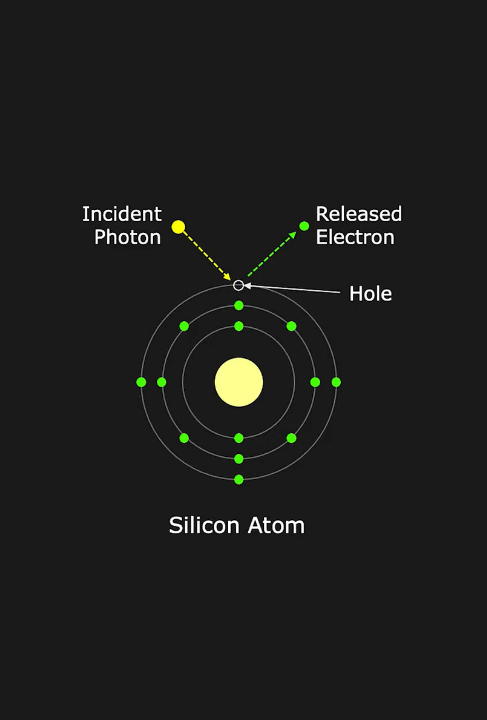 Incident
Photon
Released
Electron
Hole
Silicon Atom